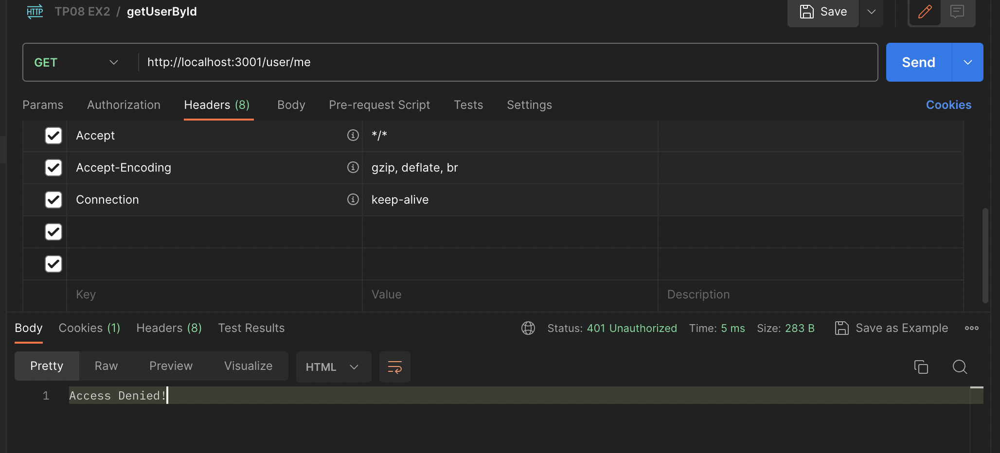 HTTP TP08 EX2 / getUserById Save
GET http://localhost:3001/user/me Send
Params Authorization Headers (8) Body Pre-request Script Tests Settings Cookies
Accept */*
Accept-Encoding gzip, deflate, br
Connection keep-alive
Key Value Description
Body Cookies (1) Headers (8) Test Results Status: 401 Unauthorized Time: 5 ms Size: 283 B Save as Example
Pretty Raw Preview Visualize HTML
1 Access Denied!